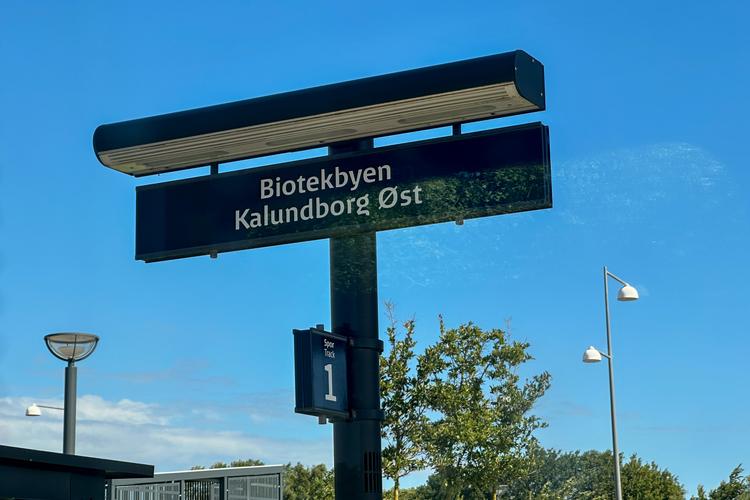 Biotekbyen
Kalundborg Øst
Spor
Track
1